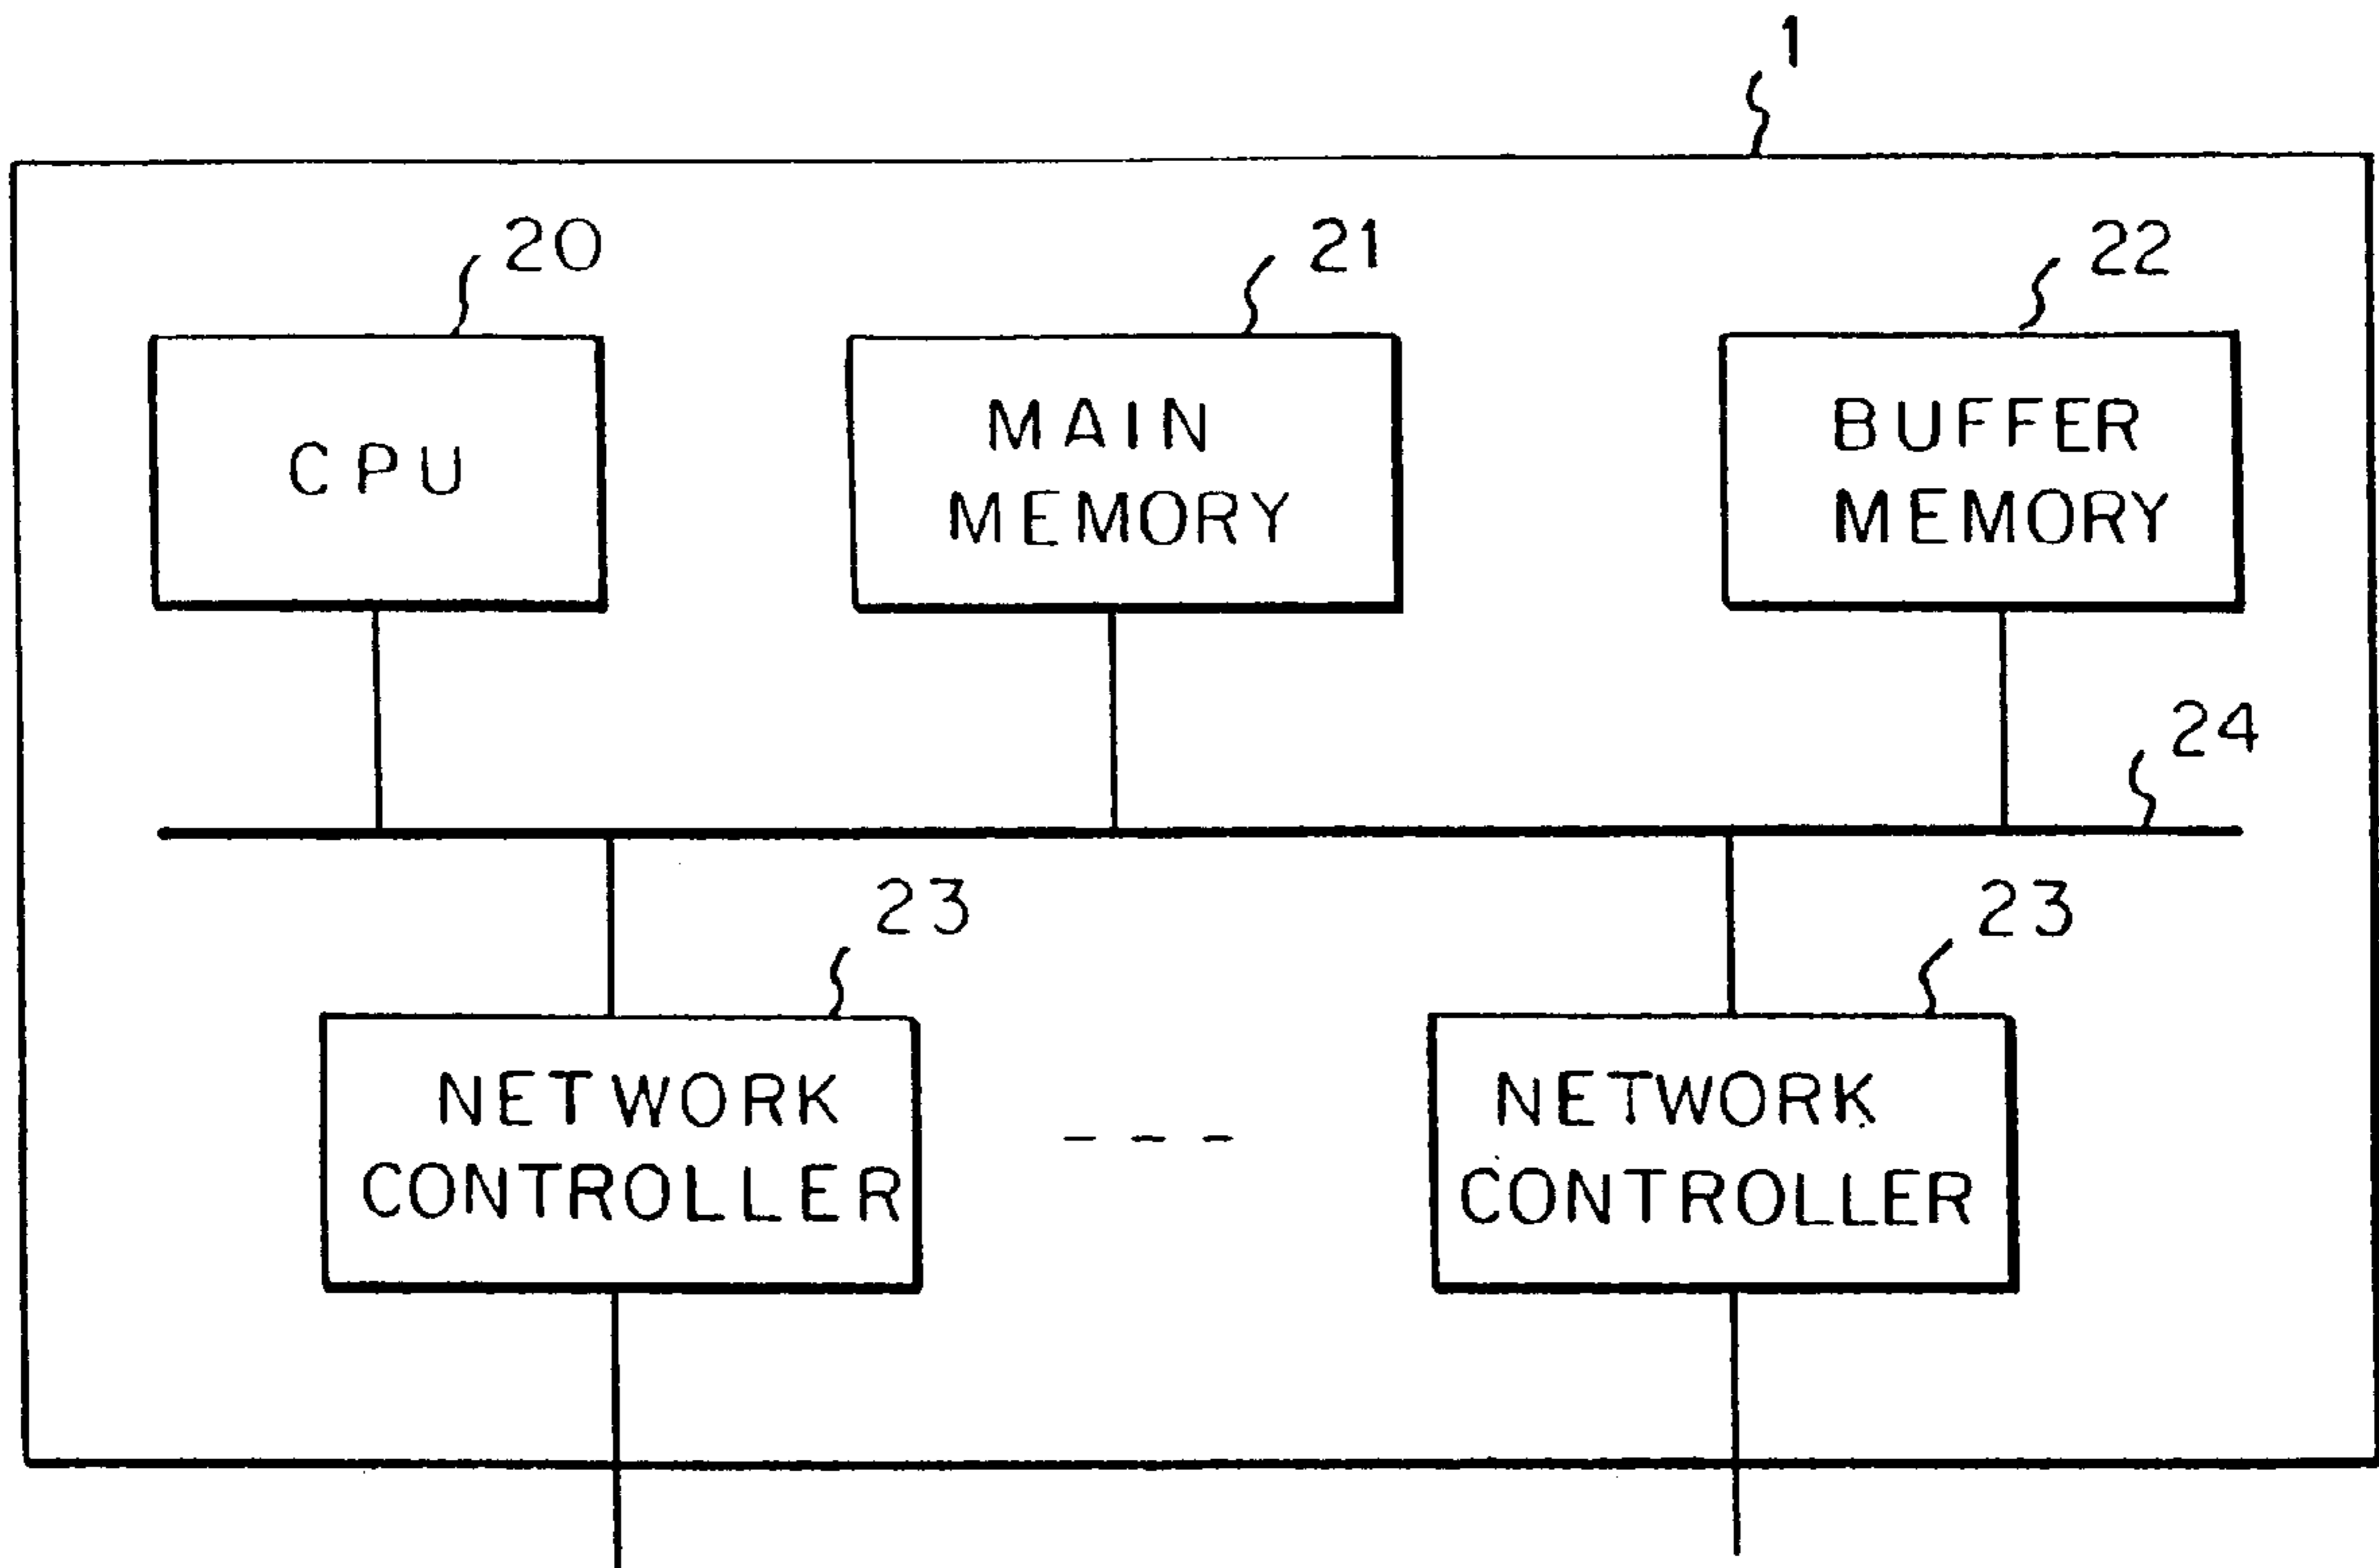 1
20
21
22
CPU
MAIN
MEMORY
BUFFER
MEMORY
24
23
23
NETWORK
CONTROLLER
---
NETWORK
CONTROLLER